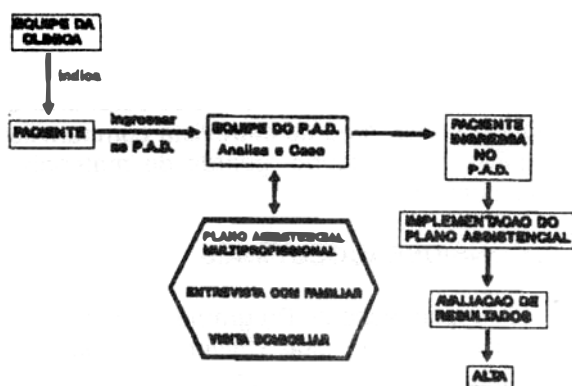 EQUIPE DA
CLINICA
indica
PACIENTE
ingressar
no P.A.D.
EQUIPE DO P.A.D.
Analisa o Caso
PACIENTE
INGRESSA
NO
P.A.D.
PLANO ASSISTENCIAL
MULTIPROFISSIONAL
ENTREVISTA COM FAMILIAR
VISITA DOMICILIAR
IMPLEMENTACAO DO
PLANO ASSISTENCIAL
AVALIACAO DE
RESULTADOS
ALTA